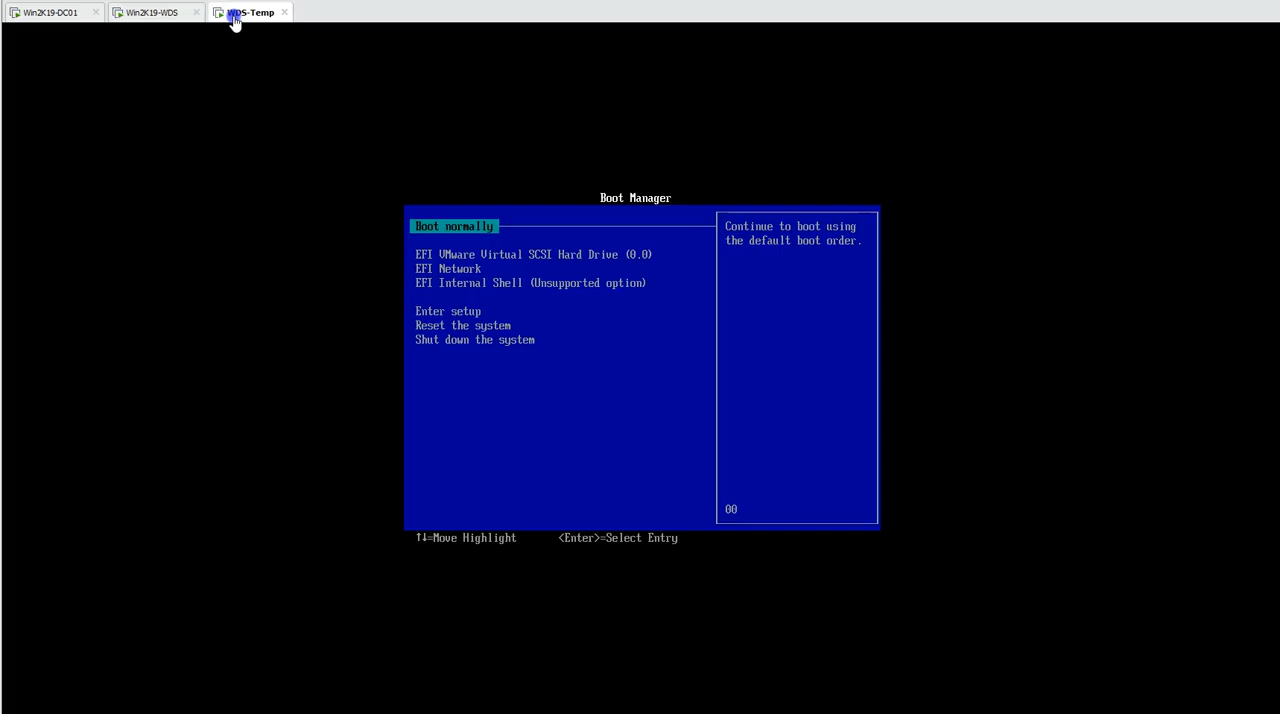 Win2K19-DC01
Win2K19-WDS
WDS-Temp
Boot Manager
Boot normally
Continue to boot using
the default boot order.
EFI VMware Virtual SCSI Hard Drive (0.0)
EFI Network
EFI Internal Shell (Unsupported option)
Enter setup
Reset the system
Shut down the system
00
↑↓=Move Highlight <Enter>=Select Entry